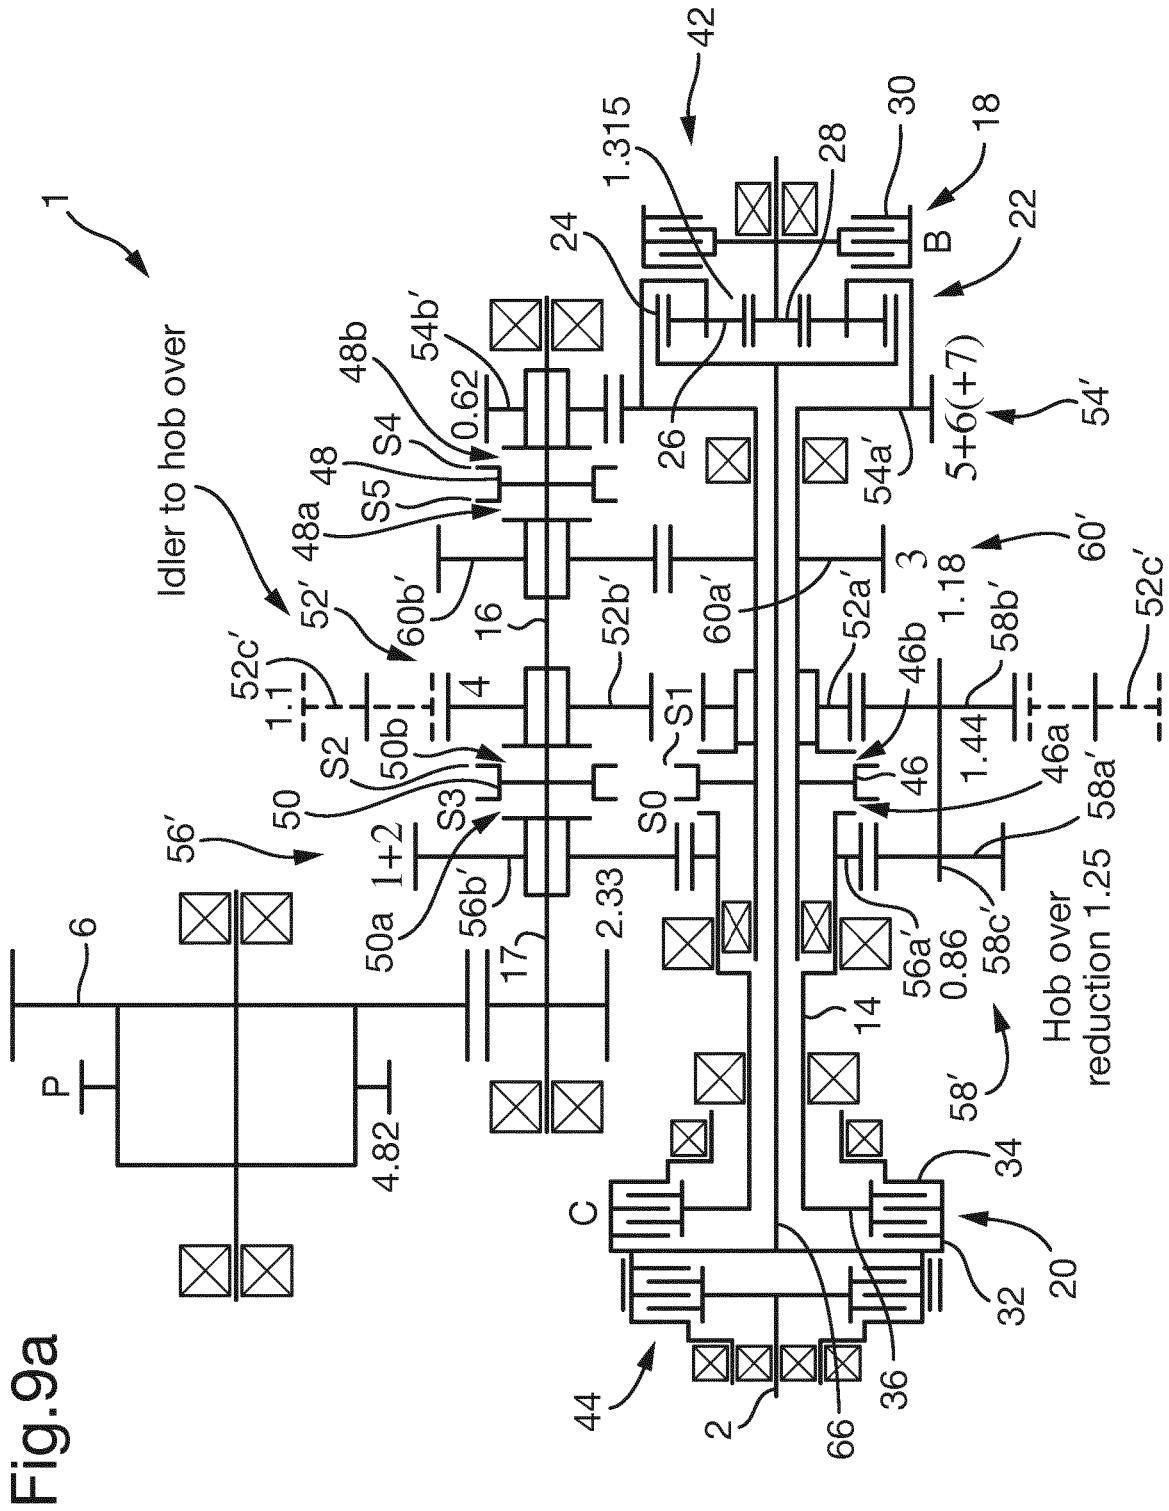 Fig.9a
1
Idler to hob over
42
1.315
28
30
18
24
B
22
54b'
0.62
48b
S4
48
S5
48a
26
54a'
5+6(+7)
54'
60b'
16
52b'
60a'
52a'
3
1.18
60'
52'
52c'
1.1
4
46b
58b'
52c'
S2
50b
50
S3
S1
S0
46
1.44
46a
58a'
56'
1+2
56b'
50a
2.33
56a'
0.86
58c'
Hob over
reduction 1.25
6
17
14
58'
P
4.82
C
34
20
32
44
2
66
36